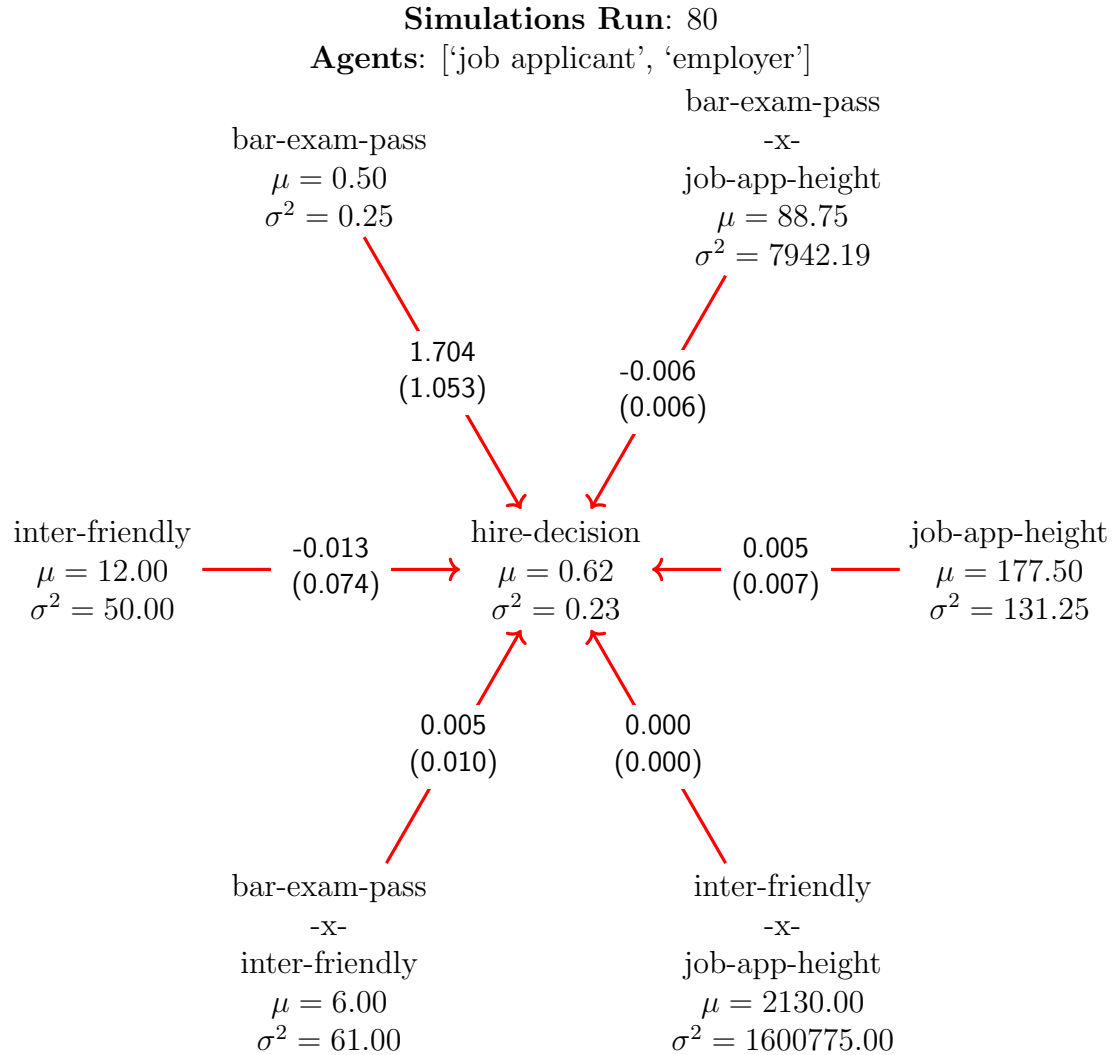 Simulations Run: 80
Agents: [‘job applicant’, ‘employer’]
bar-exam-pass
-x-
job-app-height
μ = 88.75
σ² = 7942.19
bar-exam-pass
μ = 0.50
σ² = 0.25
1.704
(1.053)
-0.006
(0.006)
inter-friendly
μ = 12.00
σ² = 50.00
-0.013
(0.074)
hire-decision
μ = 0.62
σ² = 0.23
0.005
(0.007)
job-app-height
μ = 177.50
σ² = 131.25
0.005
(0.010)
0.000
(0.000)
bar-exam-pass
-x-
inter-friendly
μ = 6.00
σ² = 61.00
inter-friendly
-x-
job-app-height
μ = 2130.00
σ² = 1600775.00